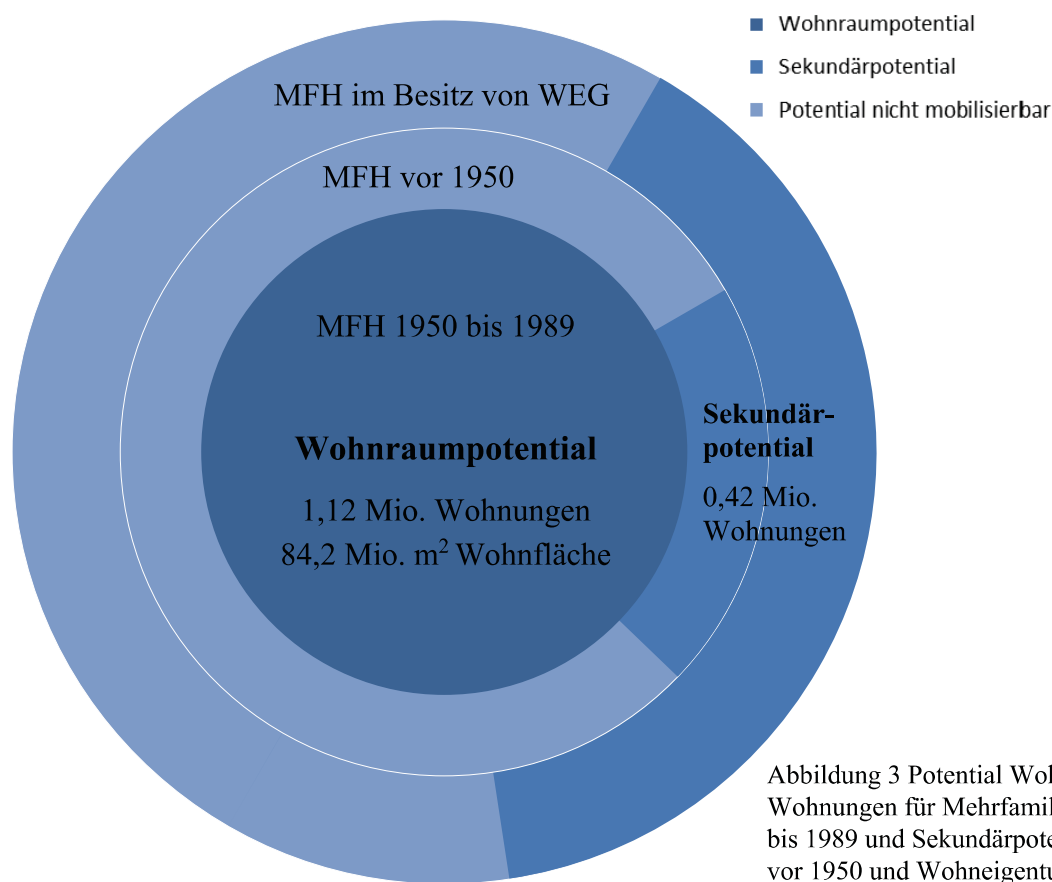 Wohnraumpotential
Sekundärpotential
Potential nicht mobilisierbar
MFH im Besitz von WEG
MFH vor 1950
MFH 1950 bis 1989
Wohnraumpotential
1,12 Mio. Wohnungen
84,2 Mio. m² Wohnfläche
Sekundär-
potential
0,42 Mio.
Wohnungen
Abbildung 3 Potential
Wohnungen für
bis 1989 und
vor 1950 und